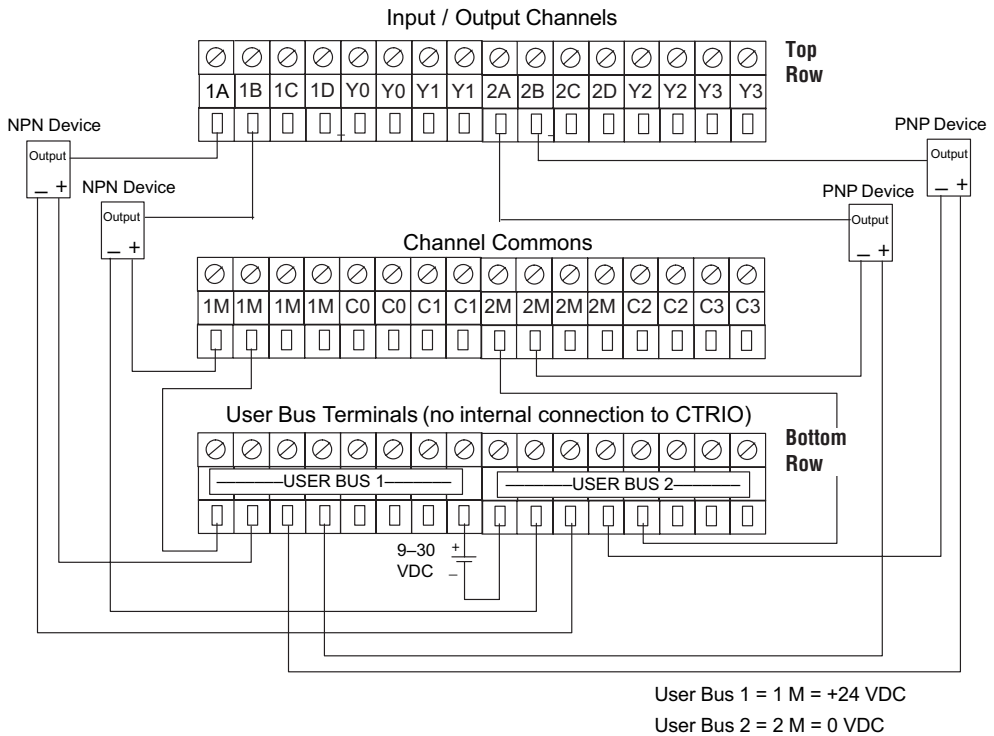 Input / Output Channels
Top
Row
1A 1B 1C 1D Y0 Y0 Y1 Y1 2A 2B 2C 2D Y2 Y2 Y3 Y3
NPN Device
Output
– +
NPN Device
Output
– +
PNP Device
Output
– +
PNP Device
Output
– +
Channel Commons
1M 1M 1M 1M C0 C0 C1 C1 2M 2M 2M 2M C2 C2 C3 C3
User Bus Terminals (no internal connection to CTRIO)
Bottom
Row
USER BUS 1
USER BUS 2
9–30
VDC
+
–
User Bus 1 = 1 M = +24 VDC
User Bus 2 = 2 M = 0 VDC